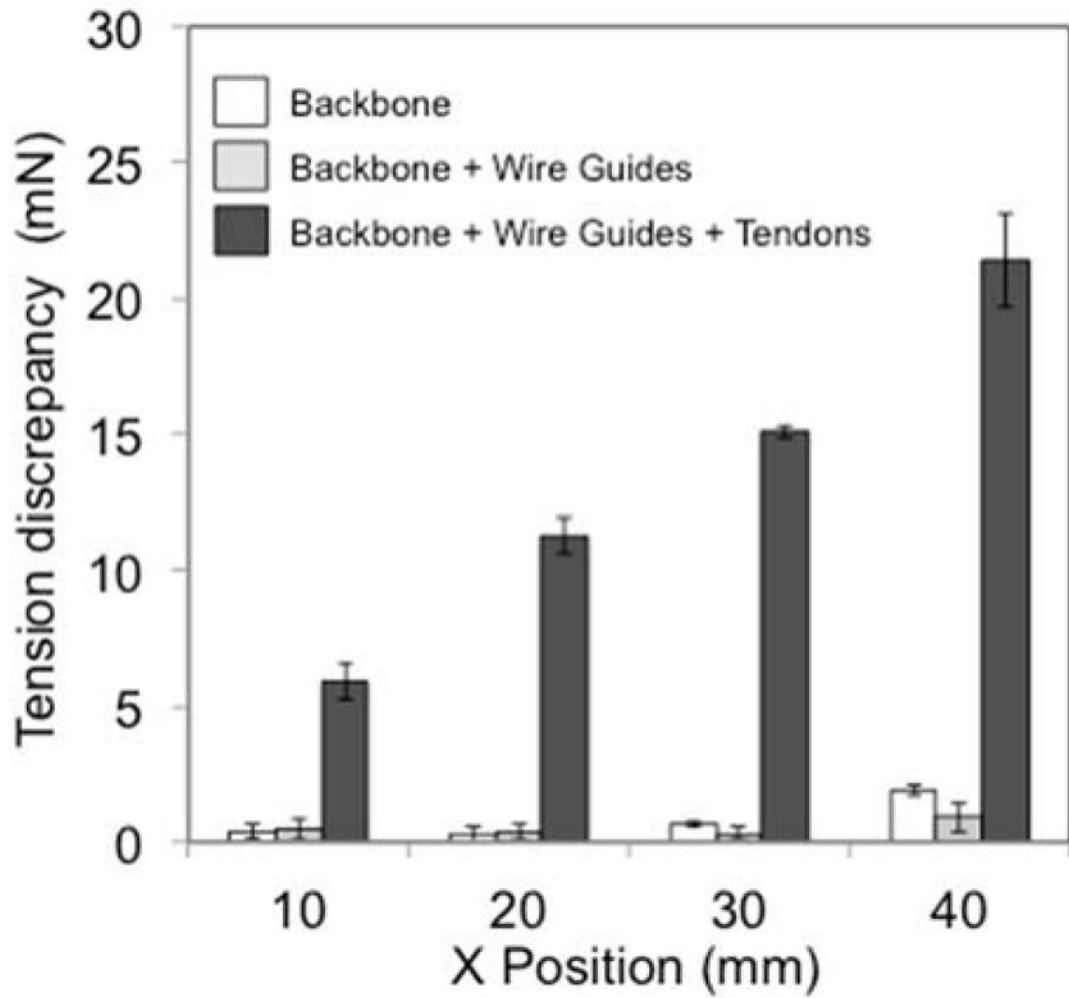 30
25
20
15
10
5
0
Tension discrepancy (mN)
Backbone
Backbone + Wire Guides
Backbone + Wire Guides + Tendons
10 20 30 40
X Position (mm)